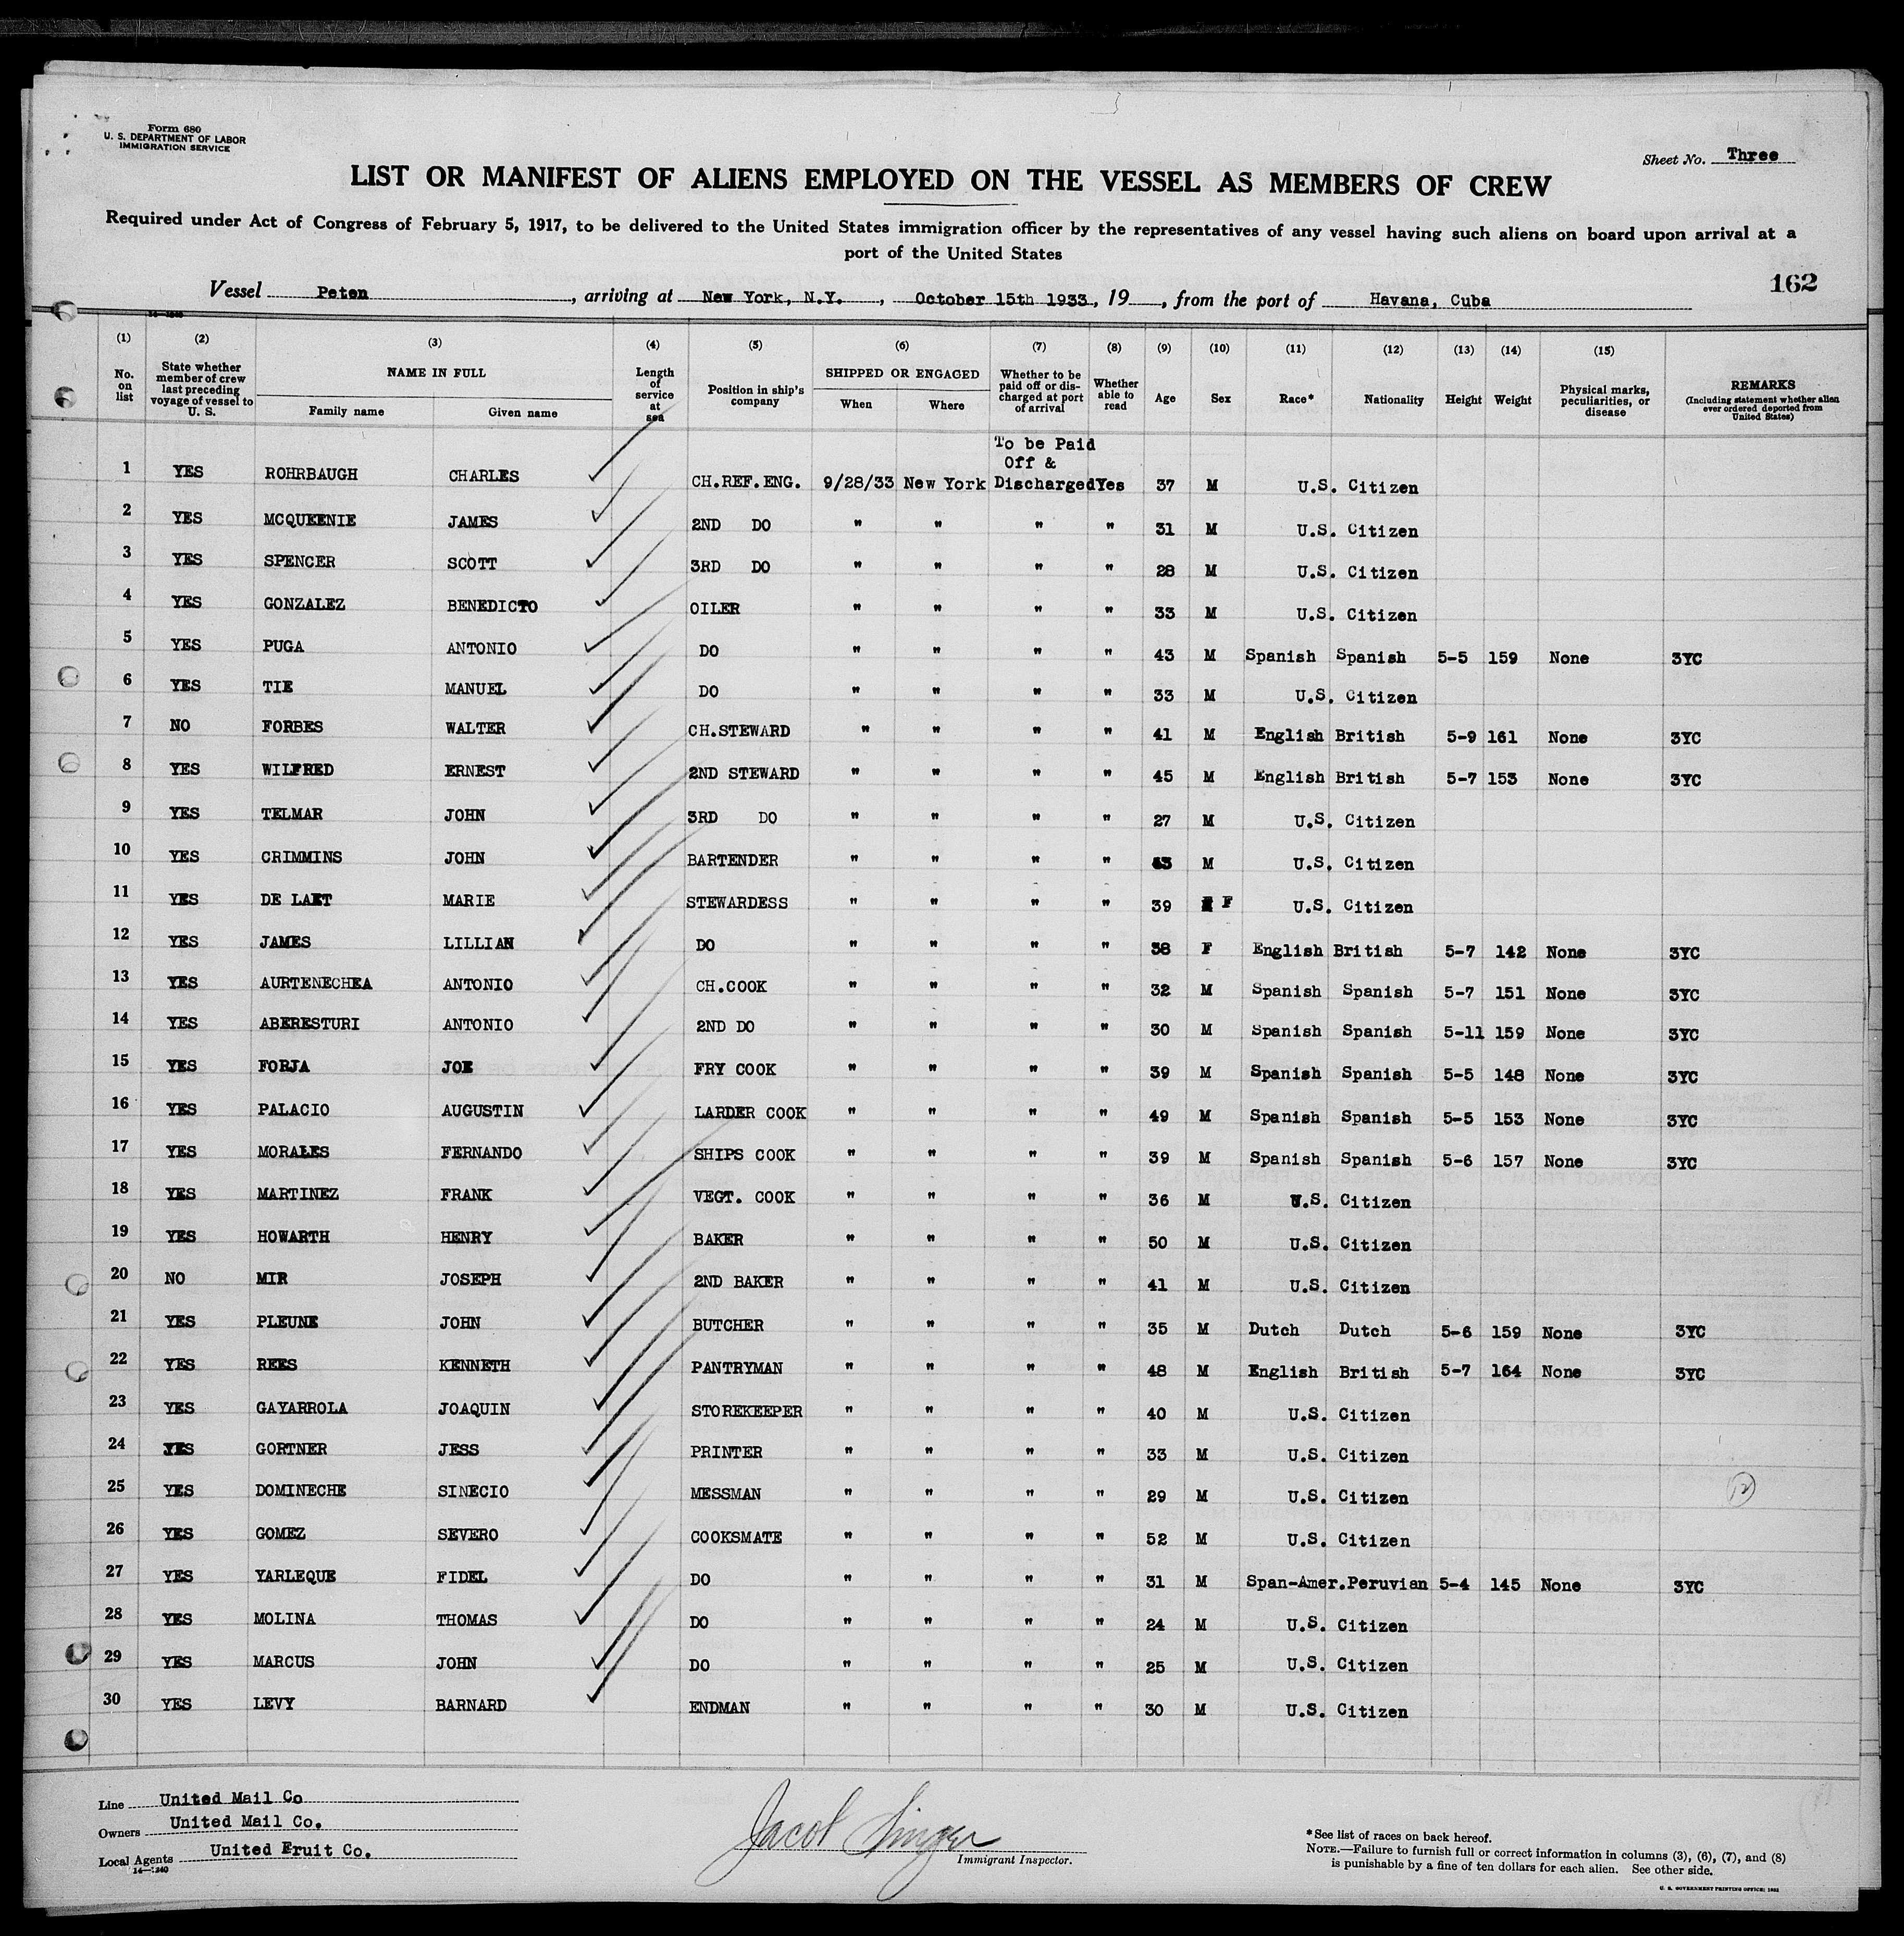 Form 680
U. S. DEPARTMENT OF LABOR
IMMIGRATION SERVICE
Sheet No. Three
LIST OR MANIFEST OF ALIENS EMPLOYED ON THE VESSEL AS MEMBERS OF CREW
Required under Act of Congress of February 5, 1917, to be delivered to the United States immigration officer by the representatives of any vessel having such aliens on board upon arrival at a
port of the United States
162
Vessel Peten, arriving at New York, N.Y., October 15th 1933, 19, from the port of Havana, Cuba
(1) (2) (3) (4) (5) (6) (7) (8) (9) (10) (11) (12) (13) (14) (15)
No. on list State whether member of crew last preceding voyage of vessel to U. S. NAME IN FULL Family name Given name Length of service at sea Position in ship's company SHIPPED OR ENGAGED When Where Whether to be paid off or discharged at port of arrival Whether able to read Age Sex Race* Nationality Height Weight Physical marks, peculiarities, or disease REMARKS (Including statement whether alien ever ordered deported from United States)
To be Paid
Off &
1 YES ROHRBAUGH CHARLES CH.REF.ENG. 9/28/33 New York Discharged Yes 37 M U.S. Citizen
2 YES MCQUEENIE JAMES 2ND DO " " " " 31 M U.S. Citizen
3 YES SPENCER SCOTT 3RD DO " " " " 28 M U.S. Citizen
4 YES GONZALEZ BENEDICTO OILER " " " " 33 M U.S. Citizen
5 YES PUGA ANTONIO DO " " " " 43 M Spanish Spanish 5-5 159 None 3YC
6 YES TIE MANUEL DO " " " " 33 M U.S. Citizen
7 NO FORBES WALTER CH.STEWARD " " " " 41 M English British 5-9 161 None 3YC
8 YES WILFRED ERNEST 2ND STEWARD " " " " 45 M English British 5-7 153 None 3YC
9 YES TELMAR JOHN 3RD DO " " " " 27 M U.S. Citizen
10 YES CRIMMINS JOHN BARTENDER " " " " M U.S. Citizen
11 YES DE LAET MARIE STEWARDESS " " " " 39 F U.S. Citizen
12 YES JAMES LILLIAN DO " " " " 38 F English British 5-7 142 None 3YC
13 YES AURTENECHEA ANTONIO CH.COOK " " " " 32 M Spanish Spanish 5-7 151 None 3YC
14 YES ABERESTURI ANTONIO 2ND DO " " " " 30 M Spanish Spanish 5-11 159 None 3YC
15 YES FORJA JOE FRY COOK " " " " 39 M Spanish Spanish 5-5 148 None 3YC
16 YES PALACIO AUGUSTIN LARDER COOK " " " " 49 M Spanish Spanish 5-5 153 None 3YC
17 YES MORALES FERNANDO SHIPS COOK " " " " 39 M Spanish Spanish 5-6 157 None 3YC
18 YES MARTINEZ FRANK VEGT. COOK " " " " 36 M U.S. Citizen
19 YES HOWARTH HENRY BAKER " " " " 50 M U.S. Citizen
20 NO MIR JOSEPH 2ND BAKER " " " " 41 M U.S. Citizen
21 YES PLEUNE JOHN BUTCHER " " " " 35 M Dutch Dutch 5-6 159 None 3YC
22 YES REES KENNETH PANTRYMAN " " " " 48 M English British 5-7 164 None 3YC
23 YES GAYARROLA JOAQUIN STOREKEEPER " " " " 40 M U.S. Citizen
24 YES GORTNER JESS PRINTER " " " " 33 M U.S. Citizen
25 YES DOMINECHE SINECIO MESSMAN " " " " 29 M U.S. Citizen
26 YES GOMEZ SEVERO COOKSMATE " " " " 52 M U.S. Citizen
27 YES YARLEQUE FIDEL DO " " " " 31 M Span-Amer. Peruvian 5-4 145 None 3YC
28 YES MOLINA THOMAS DO " " " " 24 M U.S. Citizen
29 YES MARCUS JOHN DO " " " " 25 M U.S. Citizen
30 YES LEVY BARNARD ENDMAN " " " " 30 M U.S. Citizen
Line United Mail Co
Owners United Mail Co.
Local Agents United Fruit Co.
14—1240
Jacob Singer
Immigrant Inspector.
*See list of races on back hereof.
NOTE.—Failure to furnish full or correct information in columns (3), (6), (7), and (8)
is punishable by a fine of ten dollars for each alien. See other side.
U. S. GOVERNMENT PRINTING OFFICE: 1932